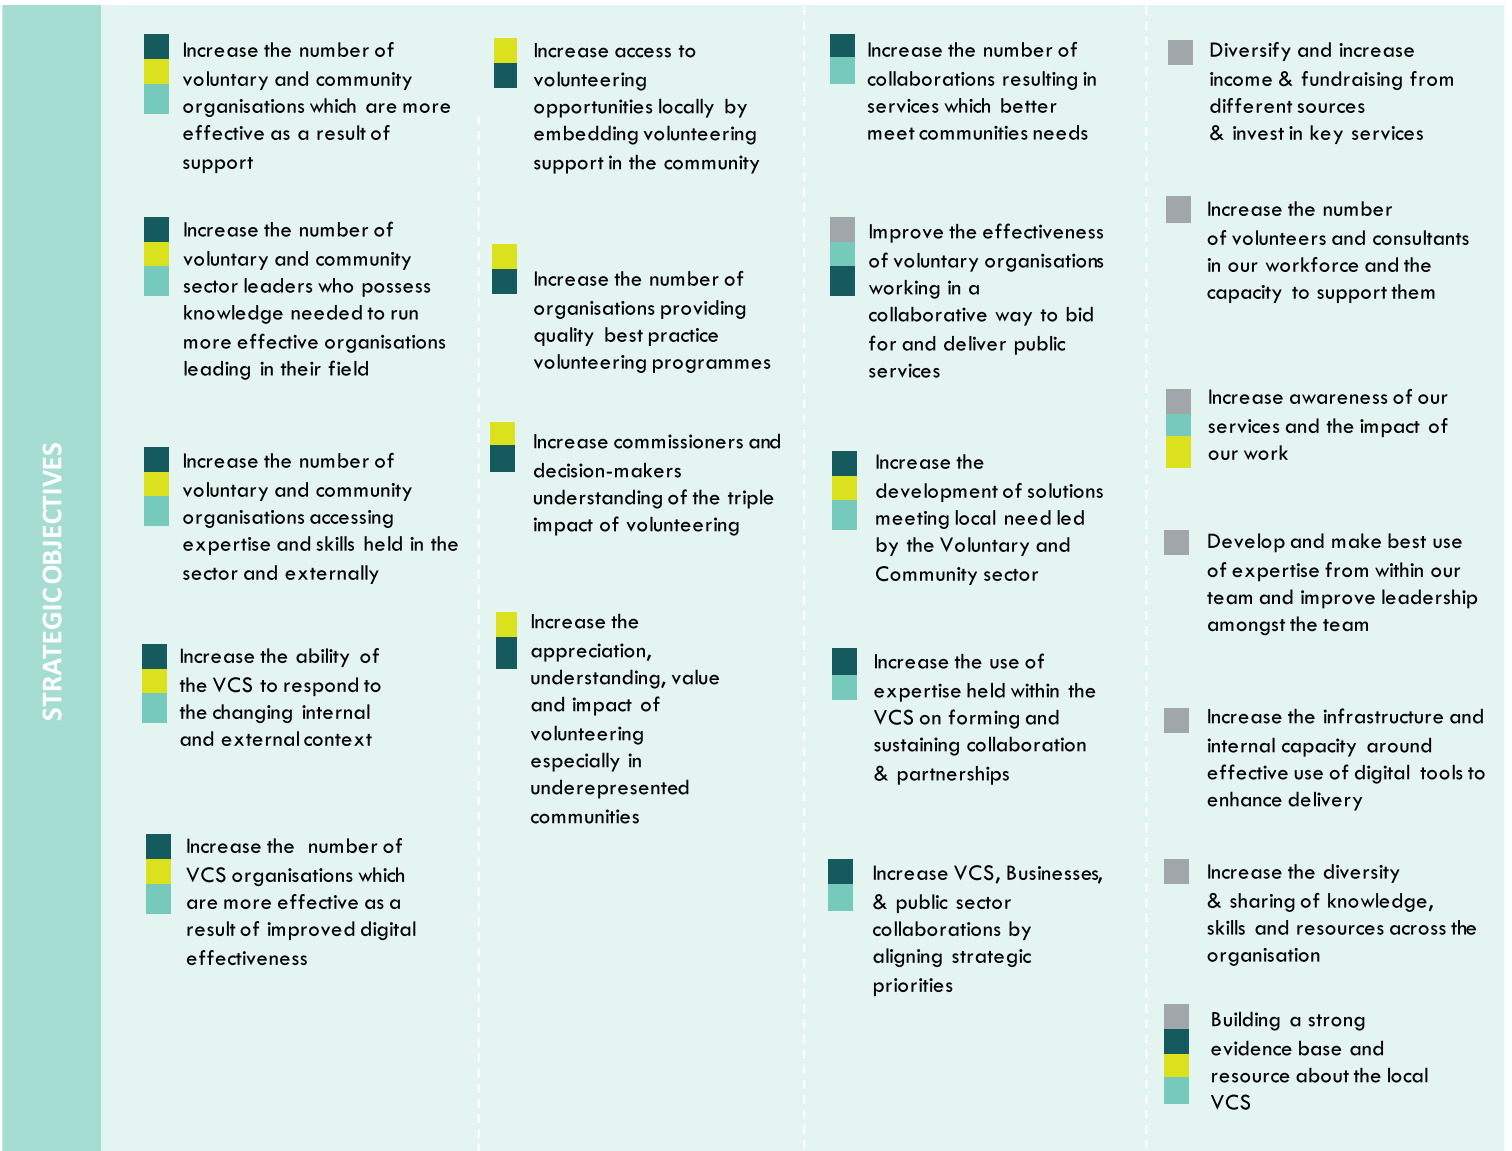 STRATEGIC OBJECTIVES
Increase the number of
voluntary and community
organisations which are more
effective as a result of
support
Increase the number of
voluntary and community
sector leaders who possess
knowledge needed to run
more effective organisations
leading in their field
Increase the number of
voluntary and community
organisations accessing
expertise and skills held in the
sector and externally
Increase the ability of
the VCS to respond to
the changing internal
and external context
Increase the number of
VCS organisations which
are more effective as a
result of improved digital
effectiveness
Increase access to
volunteering
opportunities locally by
embedding volunteering
support in the community
Increase the number of
organisations providing
quality best practice
volunteering programmes
Increase commissioners and
decision-makers
understanding of the triple
impact of volunteering
Increase the
appreciation,
understanding, value
and impact of
volunteering
especially in
underepresented
communities
Increase the number of
collaborations resulting in
services which better
meet communities needs
Improve the effectiveness
of voluntary organisations
working in a
collaborative way to bid
for and deliver public
services
Increase the
development of solutions
meeting local need led
by the Voluntary and
Community sector
Increase the use of
expertise held within the
VCS on forming and
sustaining collaboration
& partnerships
Increase VCS, Businesses,
& public sector
collaborations by
aligning strategic
priorities
Diversify and increase
income & fundraising from
different sources
& invest in key services
Increase the number
of volunteers and consultants
in our workforce and the
capacity to support them
Increase awareness of our
services and the impact of
our work
Develop and make best use
of expertise from within our
team and improve leadership
amongst the team
Increase the infrastructure and
internal capacity around
effective use of digital tools to
enhance delivery
Increase the diversity
& sharing of knowledge,
skills and resources across the
organisation
Building a strong
evidence base and
resource about the local
VCS